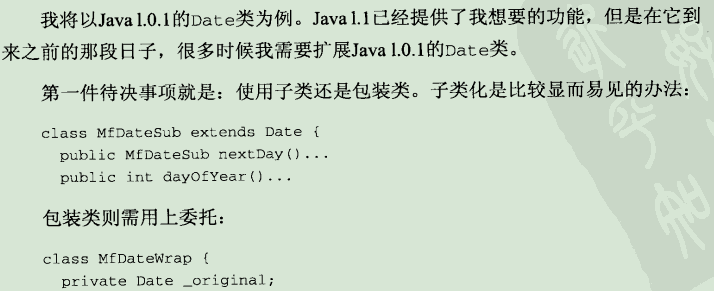 我将以Java 1.0.1的Date类为例。Java 1.1已经提供了我想要的功能，但是在它到
来之前的那段日子，很多时候我需要扩展Java 1.0.1的Date类。
第一件待决事项就是：使用子类还是包装类。子类化是比较显而易见的办法：
class MfDateSub extends Date {
public MfDateSub nextDay()...
public int dayOfYear()...
包装类则需用上委托：
class MfDateWrap {
private Date _original;